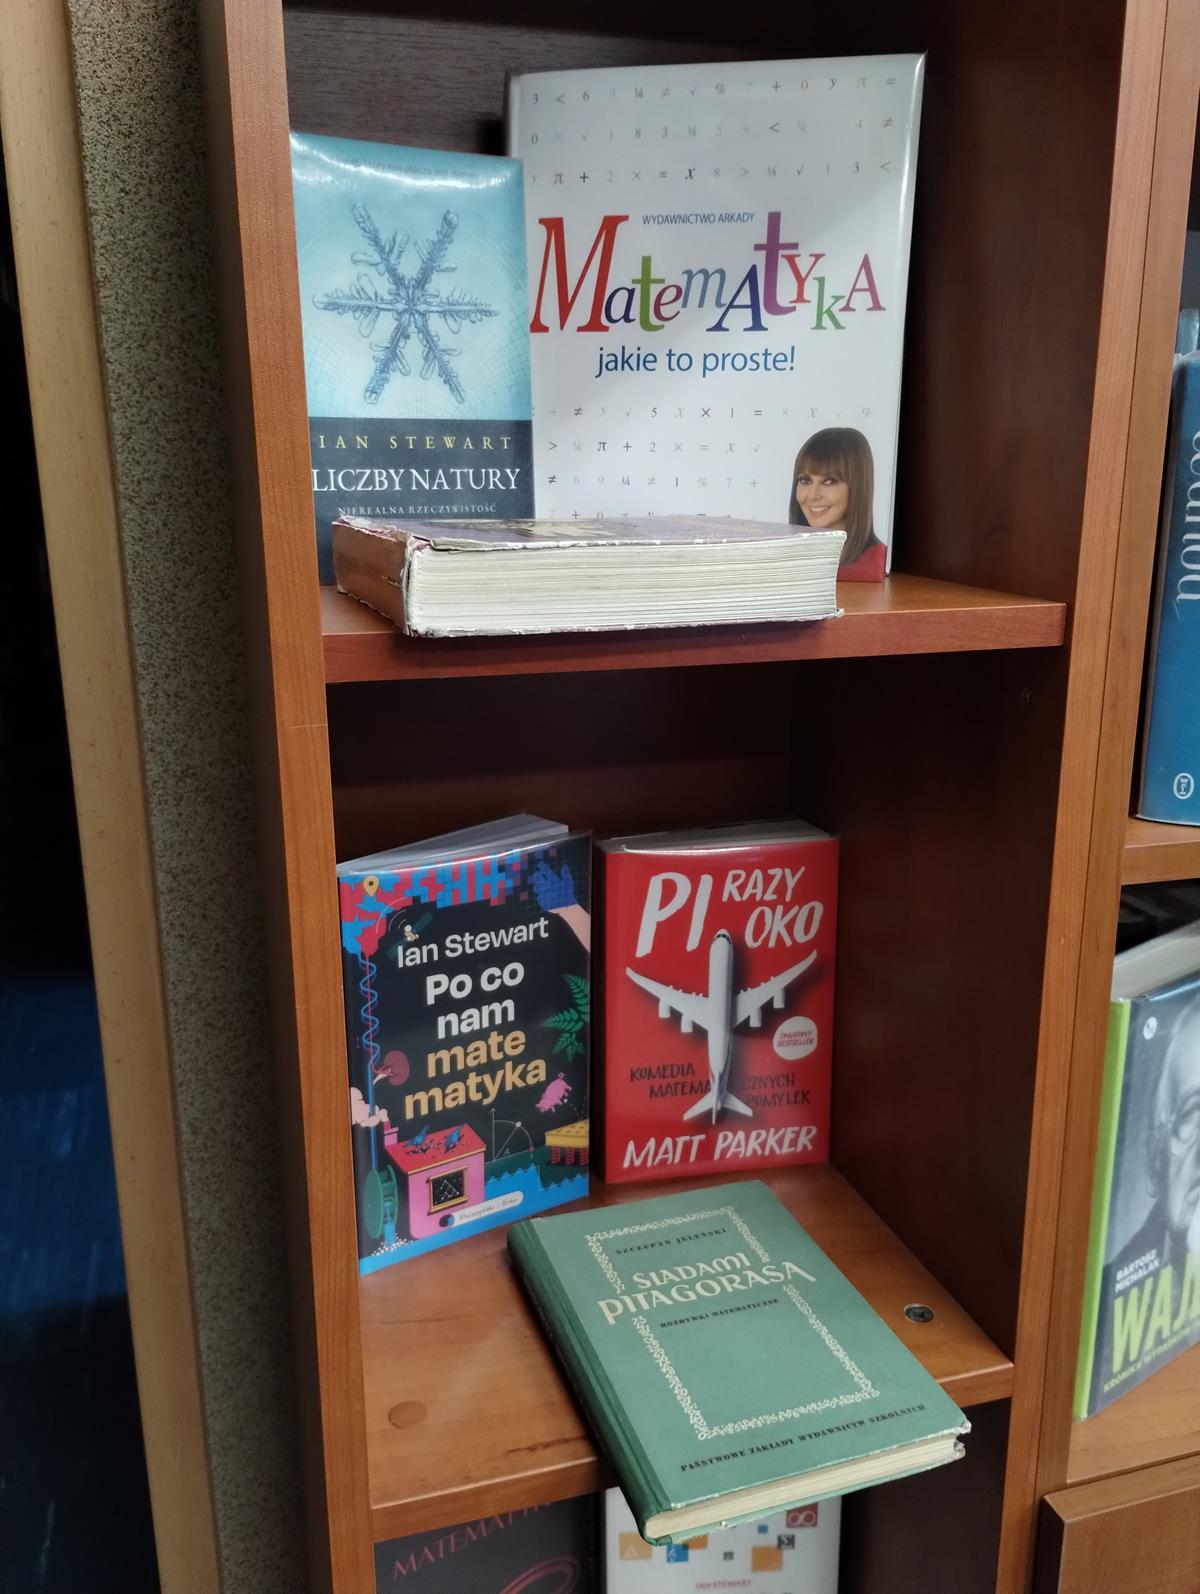 WYDAWNICTWO ARKADY
MatemAtykA
jakie to proste!
IAN STEWART
LICZBY NATURY
NIEREALNA RZECZYWISTOŚĆ
Ian Stewart
Po co
nam
mate
matyka
PI RAZY
OKO
KOMEDIA
MATEMA CZNYCH
POMYŁEK
MATT PARKER
SZCZEPAN JELEŃSKI
ŚLADAMI
PITAGORASA
ROZRYWKI MATEMATYCZNE
PAŃSTWOWE ZAKŁADY WYDAWNICTW SZKOLNYCH
IAN STEWART
BARTOSZ
MICHALAK
WAJ